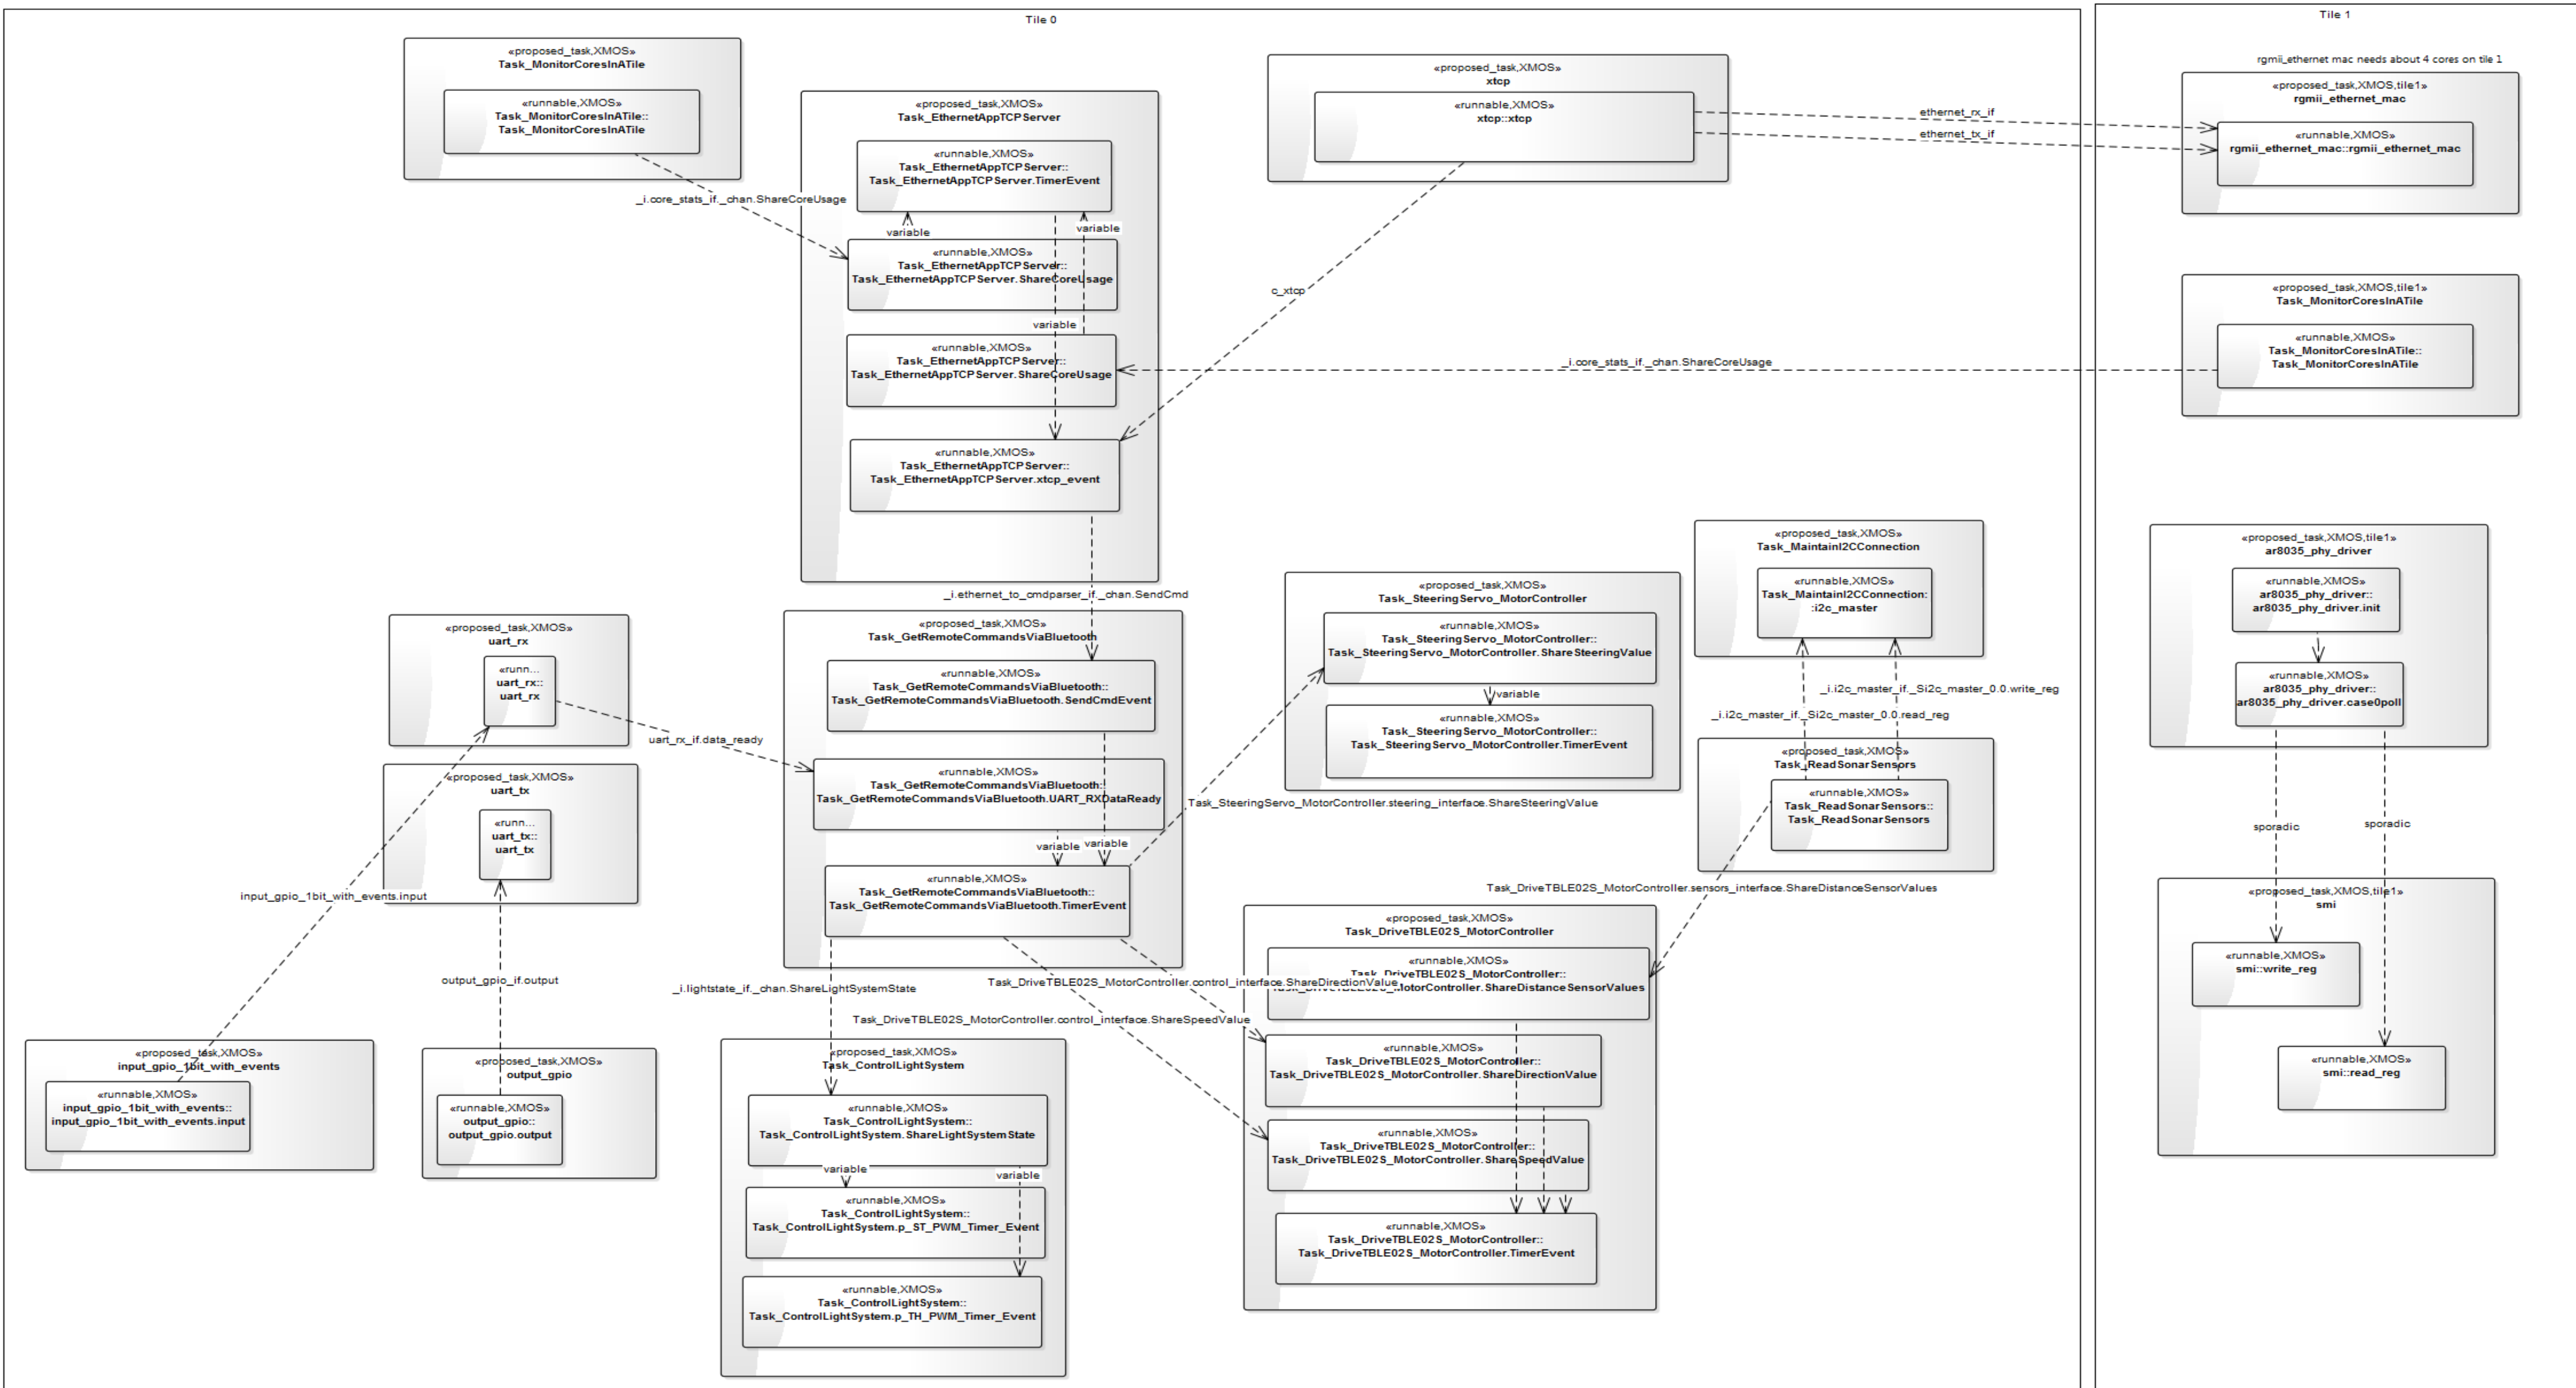 Tile 0
«proposed_task,XMOS»
Task_MonitorCoresInATile
«runnable,XMOS»
Task_MonitorCoresInATile::
Task_MonitorCoresInATile
_i.core_stats_if._chan.ShareCoreUsage
«proposed_task,XMOS»
Task_EthernetAppTCPServer
«runnable,XMOS»
Task_EthernetAppTCPServer::
Task_EthernetAppTCPServer.TimerEvent
variable
variable
«runnable,XMOS»
Task_EthernetAppTCPServer::
Task_EthernetAppTCPServer.ShareCoreUsage
variable
«runnable,XMOS»
Task_EthernetAppTCPServer::
Task_EthernetAppTCPServer.ShareCoreUsage
«runnable,XMOS»
Task_EthernetAppTCPServer::
Task_EthernetAppTCPServer.xtcp_event
«proposed_task,XMOS»
xtcp
«runnable,XMOS»
xtcp::xtcp
ethernet_rx_if
ethernet_tx_if
c_xtcp
_i.core_stats_if._chan.ShareCoreUsage
_i.ethernet_to_cmdparser_if._chan.SendCmd
«proposed_task,XMOS»
uart_rx
«runn...
uart_rx::
uart_rx
uart_rx_if.data_ready
«proposed_task,XMOS»
uart_tx
«runn...
uart_tx::
uart_tx
input_gpio_1bit_with_events.input
output_gpio_if.output
«proposed_task,XMOS»
input_gpio_1bit_with_events
«runnable,XMOS»
input_gpio_1bit_with_events::
input_gpio_1bit_with_events.input
«proposed_task,XMOS»
output_gpio
«runnable,XMOS»
output_gpio::
output_gpio.output
«proposed_task,XMOS»
Task_GetRemoteCommandsViaBluetooth
«runnable,XMOS»
Task_GetRemoteCommandsViaBluetooth::
Task_GetRemoteCommandsViaBluetooth.SendCmdEvent
«runnable,XMOS»
Task_GetRemoteCommandsViaBluetooth::
Task_GetRemoteCommandsViaBluetooth.UART_RXDataReady
variable
variable
«runnable,XMOS»
Task_GetRemoteCommandsViaBluetooth::
Task_GetRemoteCommandsViaBluetooth.TimerEvent
_i.lightstate_if._chan.ShareLightSystemState
Task_DriveTBLE02S_MotorController.control_interface.ShareDirectionValue
Task_DriveTBLE02S_MotorController.control_interface.ShareSpeedValue
«proposed_task,XMOS»
Task_ControlLightSystem
«runnable,XMOS»
Task_ControlLightSystem::
Task_ControlLightSystem.ShareLightSystemState
variable
variable
«runnable,XMOS»
Task_ControlLightSystem::
Task_ControlLightSystem.p_ST_PWM_Timer_Event
«runnable,XMOS»
Task_ControlLightSystem::
Task_ControlLightSystem.p_TH_PWM_Timer_Event
«proposed_task,XMOS»
Task_SteeringServo_MotorController
«runnable,XMOS»
Task_SteeringServo_MotorController::
Task_SteeringServo_MotorController.ShareSteeringValue
variable
«runnable,XMOS»
Task_SteeringServo_MotorController::
Task_SteeringServo_MotorController.TimerEvent
Task_SteeringServo_MotorController.steering_interface.ShareSteeringValue
«proposed_task,XMOS»
Task_MaintainI2CConnection
«runnable,XMOS»
Task_MaintainI2CConnection:
:i2c_master
_i.i2c_master_if._Si2c_master_0.0.write_reg
_i.i2c_master_if._Si2c_master_0.0.read_reg
«proposed_task,XMOS»
Task_ReadSonarSensors
«runnable,XMOS»
Task_ReadSonarSensors::
Task_ReadSonarSensors
Task_DriveTBLE02S_MotorController.sensors_interface.ShareDistanceSensorValues
«proposed_task,XMOS»
Task_DriveTBLE02S_MotorController
«runnable,XMOS»
Task_DriveTBLE02S_MotorController::
Task_DriveTBLE02S_MotorController.ShareDistanceSensorValues
«runnable,XMOS»
Task_DriveTBLE02S_MotorController::
Task_DriveTBLE02S_MotorController.ShareDirectionValue
«runnable,XMOS»
Task_DriveTBLE02S_MotorController::
Task_DriveTBLE02S_MotorController.ShareSpeedValue
«runnable,XMOS»
Task_DriveTBLE02S_MotorController::
Task_DriveTBLE02S_MotorController.TimerEvent
Tile 1
rgmii_ethernet mac needs about 4 cores on tile 1
«proposed_task,XMOS,tile1»
rgmii_ethernet_mac
«runnable,XMOS»
rgmii_ethernet_mac::rgmii_ethernet_mac
«proposed_task,XMOS,tile1»
Task_MonitorCoresInATile
«runnable,XMOS»
Task_MonitorCoresInATile::
Task_MonitorCoresInATile
«proposed_task,XMOS,tile1»
ar8035_phy_driver
«runnable,XMOS»
ar8035_phy_driver::
ar8035_phy_driver.init
«runnable,XMOS»
ar8035_phy_driver::
ar8035_phy_driver.case0poll
sporadic
sporadic
«proposed_task,XMOS,tile1»
smi
«runnable,XMOS»
smi::write_reg
«runnable,XMOS»
smi::read_reg